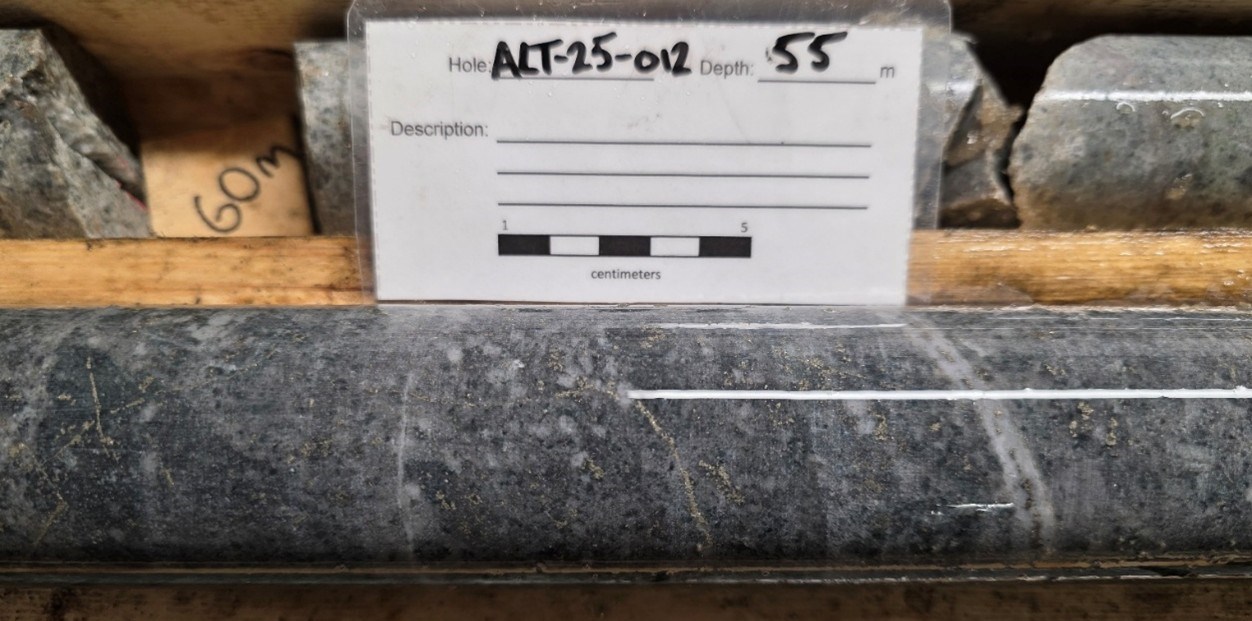 Hole: ALT-25-012 Depth: 55 m
Description:
1 5
centimeters
60m